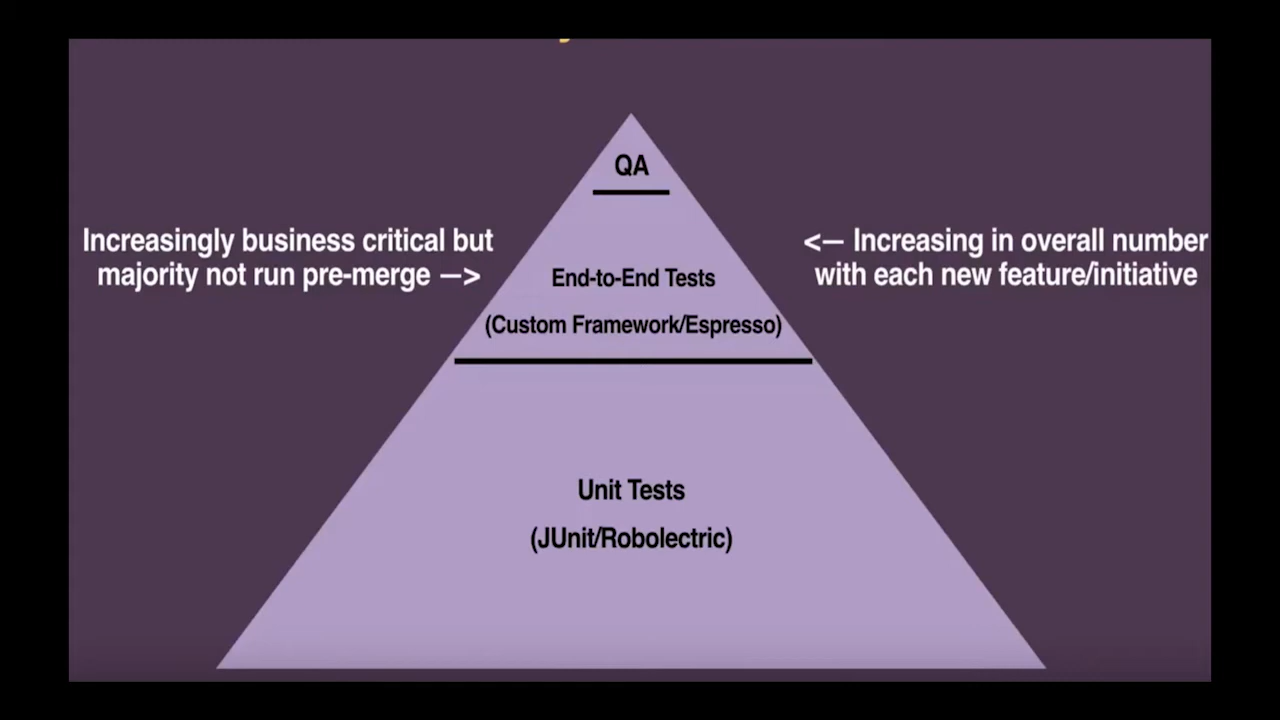 QA
Increasingly business critical but
majority not run pre-merge —>
<— Increasing in overall number
with each new feature/initiative
End-to-End Tests
(Custom Framework/Espresso)
Unit Tests
(JUnit/Robolectric)